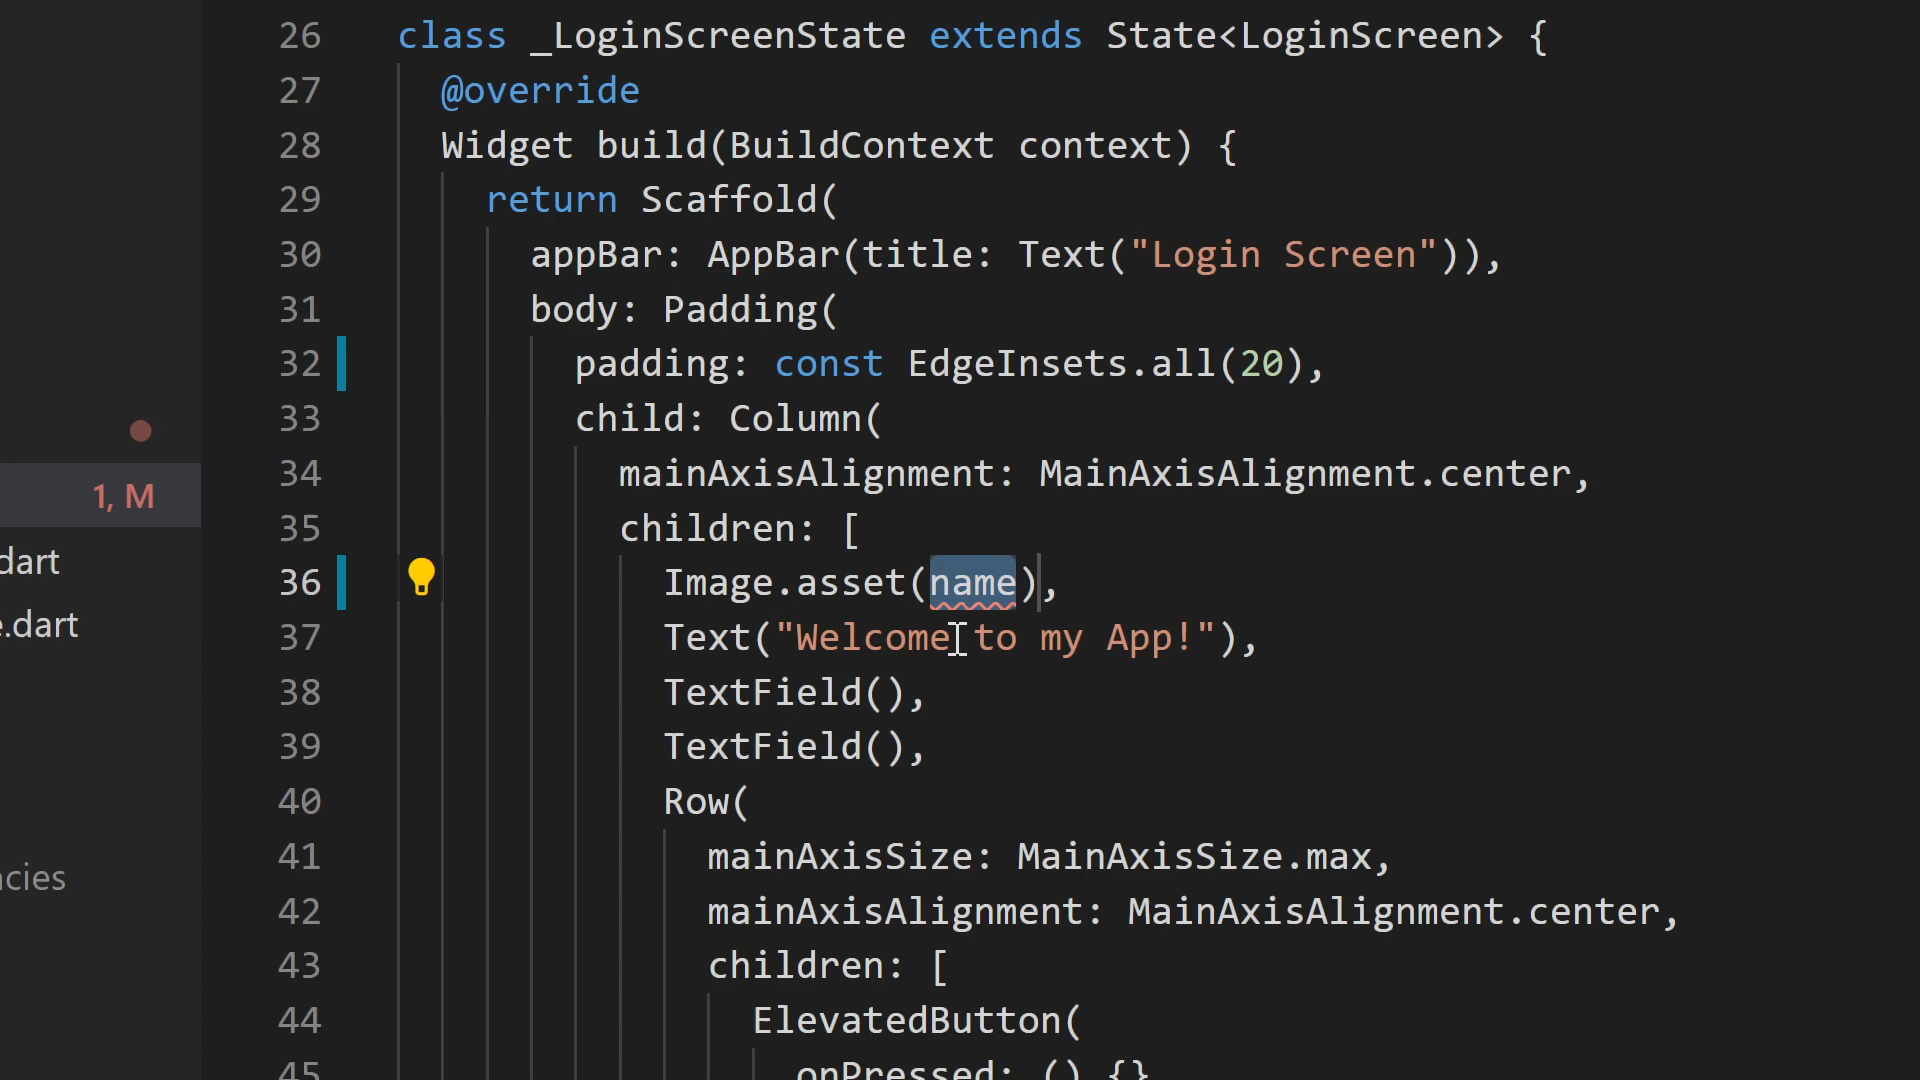 26 class _LoginScreenState extends State<LoginScreen> {
27 @override
28 Widget build(BuildContext context) {
29 return Scaffold(
30 appBar: AppBar(title: Text("Login Screen")),
31 body: Padding(
32 padding: const EdgeInsets.all(20),
33 child: Column(
34 mainAxisAlignment: MainAxisAlignment.center,
1, M
35 children: [
dart
36 Image.asset(name),
e.dart
37 Text("Welcome to my App!"),
38 TextField(),
39 TextField(),
40 Row(
41 mainAxisSize: MainAxisSize.max,
cies
42 mainAxisAlignment: MainAxisAlignment.center,
43 children: [
44 ElevatedButton(
45 onPressed: () {}